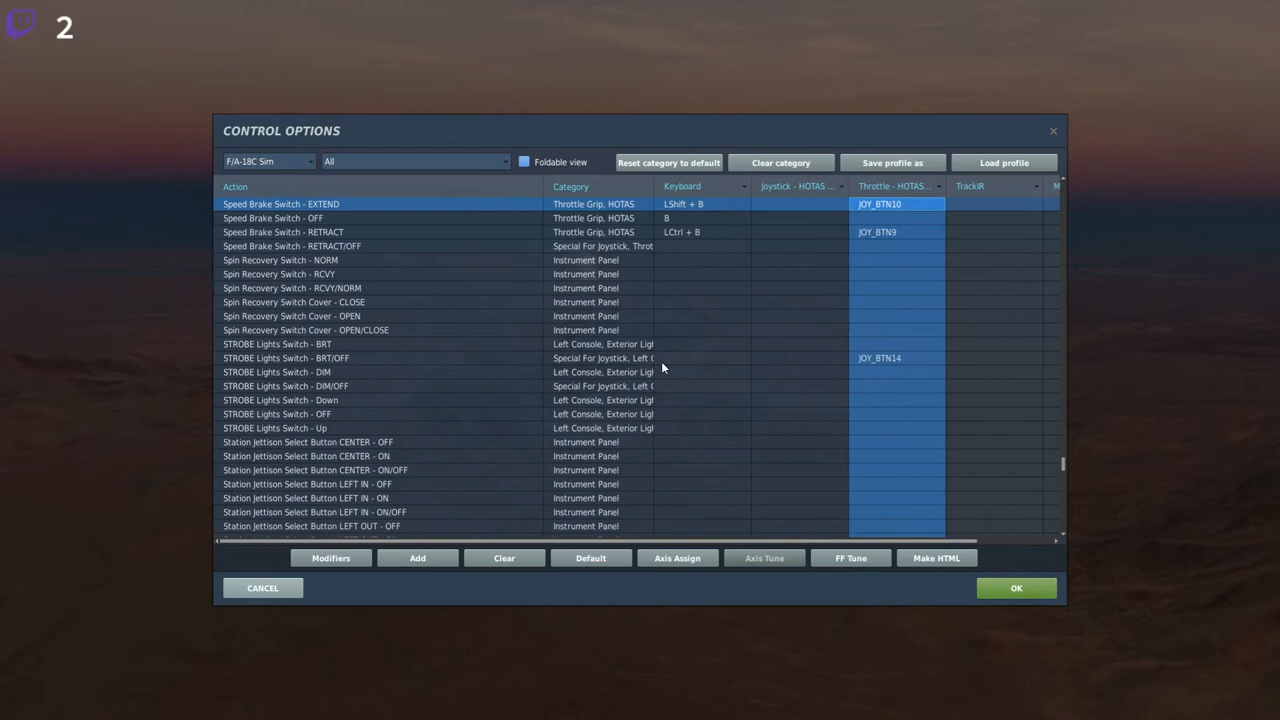 2
CONTROL OPTIONS
F/A-18C Sim All Foldable view Reset category to default Clear category Save profile as Load profile
Action Category Keyboard Joystick - HOTAS ... Throttle - HOTAS... TrackIR M
Speed Brake Switch - EXTEND Throttle Grip, HOTAS LShift + B JOY_BTN10
Speed Brake Switch - OFF Throttle Grip, HOTAS B
Speed Brake Switch - RETRACT Throttle Grip, HOTAS LCtrl + B JOY_BTN9
Speed Brake Switch - RETRACT/OFF Special For Joystick, Throt
Spin Recovery Switch - NORM Instrument Panel
Spin Recovery Switch - RCVY Instrument Panel
Spin Recovery Switch - RCVY/NORM Instrument Panel
Spin Recovery Switch Cover - CLOSE Instrument Panel
Spin Recovery Switch Cover - OPEN Instrument Panel
Spin Recovery Switch Cover - OPEN/CLOSE Instrument Panel
STROBE Lights Switch - BRT Left Console, Exterior Ligh
STROBE Lights Switch - BRT/OFF Special For Joystick, Left C JOY_BTN14
STROBE Lights Switch - DIM Left Console, Exterior Ligh
STROBE Lights Switch - DIM/OFF Special For Joystick, Left C
STROBE Lights Switch - Down Left Console, Exterior Ligh
STROBE Lights Switch - OFF Left Console, Exterior Ligh
STROBE Lights Switch - Up Left Console, Exterior Ligh
Station Jettison Select Button CENTER - OFF Instrument Panel
Station Jettison Select Button CENTER - ON Instrument Panel
Station Jettison Select Button CENTER - ON/OFF Instrument Panel
Station Jettison Select Button LEFT IN - OFF Instrument Panel
Station Jettison Select Button LEFT IN - ON Instrument Panel
Station Jettison Select Button LEFT IN - ON/OFF Instrument Panel
Station Jettison Select Button LEFT OUT - OFF Instrument Panel
Modifiers Add Clear Default Axis Assign Axis Tune FF Tune Make HTML
CANCEL OK